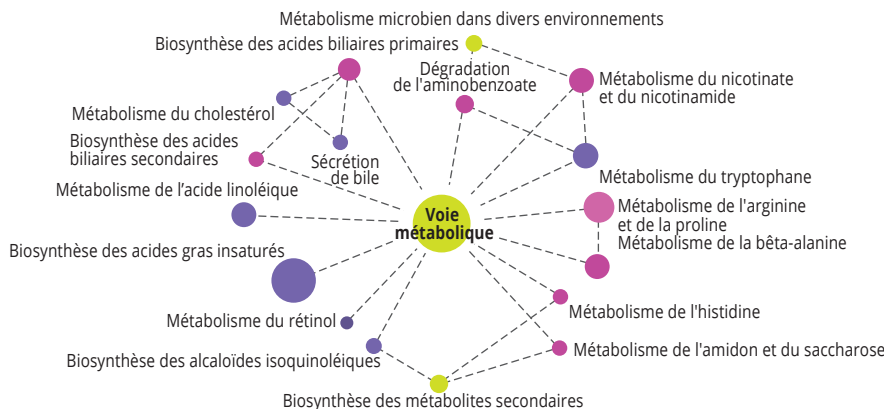 Métabolisme microbien dans divers environnements
Biosynthèse des acides biliaires primaires
Dégradation
de l'aminobenzoate
Métabolisme du nicotinate
et du nicotinamide
Métabolisme du cholestérol
Biosynthèse des acides
biliaires secondaires
Sécrétion
de bile
Métabolisme du tryptophane
Métabolisme de l’acide linoléique
Voie
métabolique
Métabolisme de l'arginine
et de la proline
Métabolisme de la bêta-alanine
Biosynthèse des acides gras insaturés
Métabolisme de l'histidine
Métabolisme du rétinol
Métabolisme de l'amidon et du saccharose
Biosynthèse des alcaloïdes isoquinoléiques
Biosynthèse des métabolites secondaires